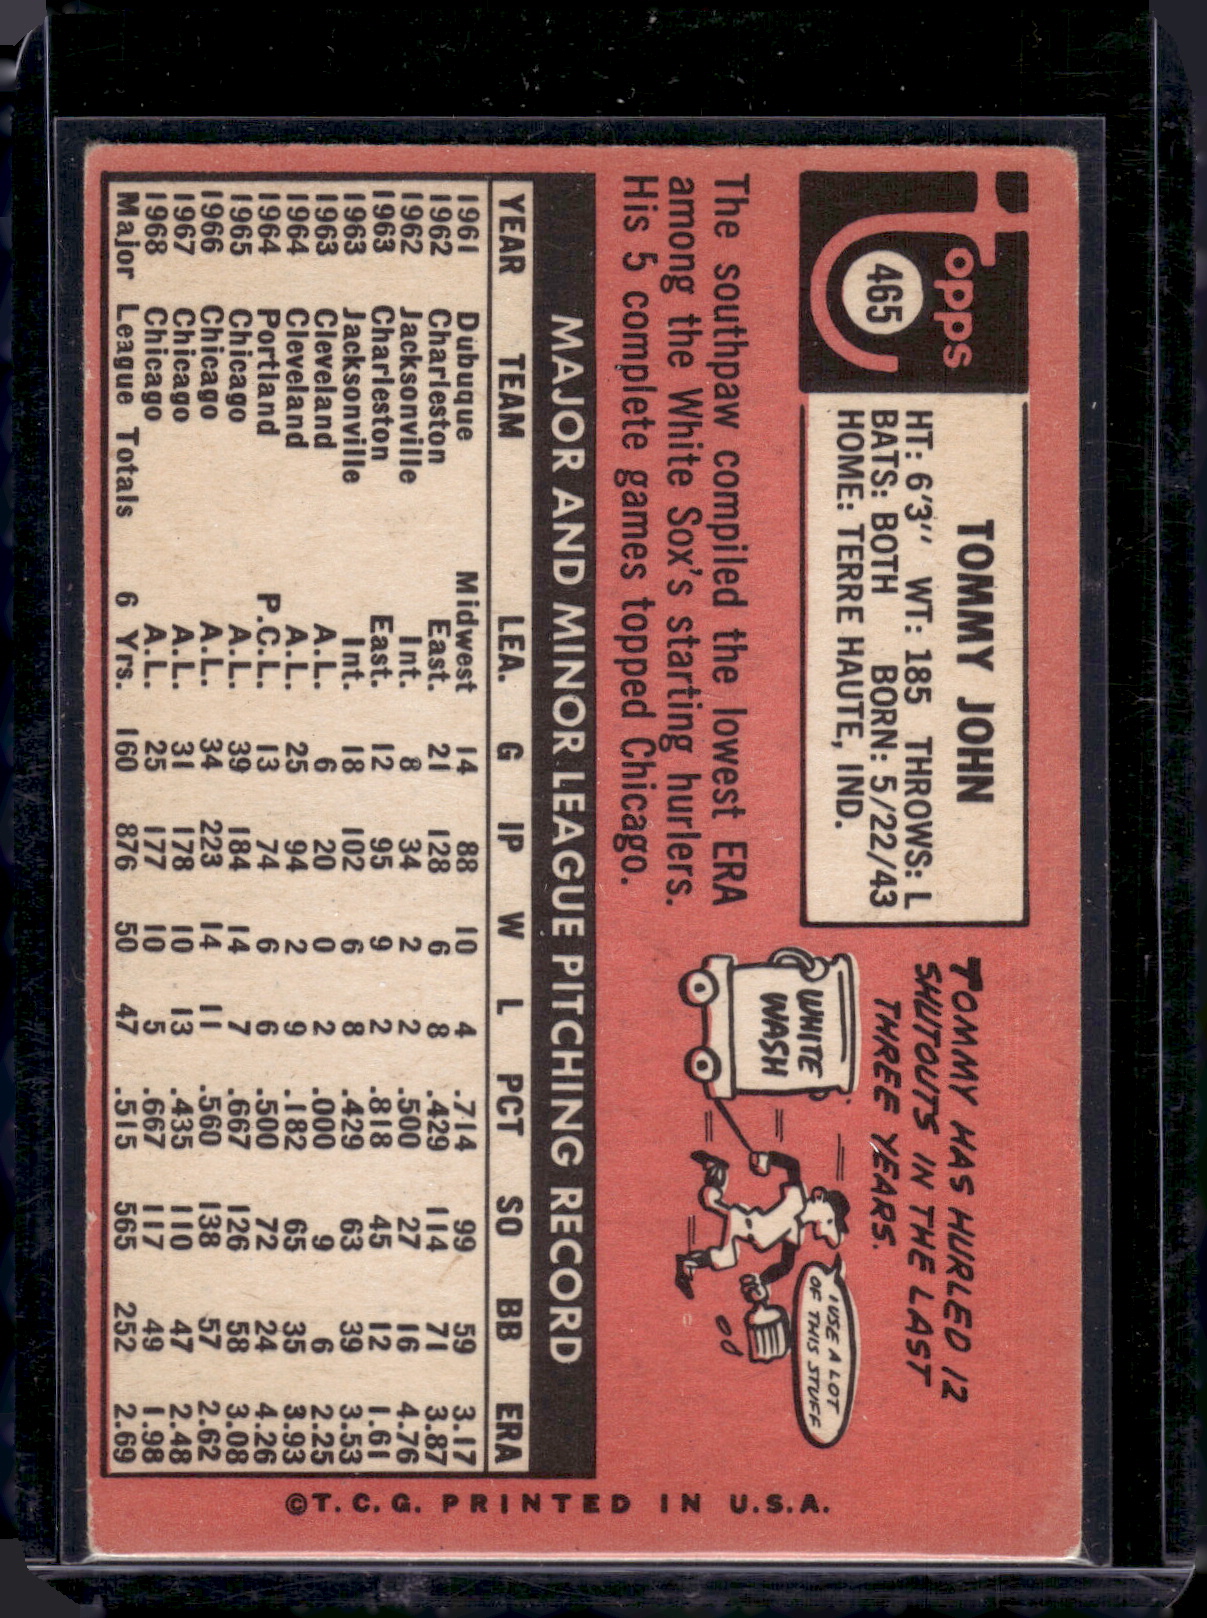 Topps
465
TOMMY JOHN
HT: 6'3" WT: 185 THROWS: L
BATS: BOTH BORN: 5/22/43
HOME: TERRE HAUTE, IND.
TOMMY HAS HURLED 12
SHUTOUTS IN THE LAST
THREE YEARS.
WHITE
WASH
I USE A LOT
OF THIS STUFF
The southpaw compiled the lowest ERA
among the White Sox's starting hurlers.
His 5 complete games topped Chicago.
MAJOR AND MINOR LEAGUE PITCHING RECORD
YEAR TEAM LEA. G IP W L PCT SO BB ERA
1961 Dubuque Midwest 14 88 10 4 .714 99 59 3.17
1962 Charleston East. 21 128 6 8 .429 114 71 3.87
1962 Jacksonville Int. 8 34 2 2 .500 27 16 4.76
1963 Charleston East. 12 95 9 2 .818 45 12 1.61
1963 Jacksonville Int. 18 102 6 8 .429 63 39 3.53
1963 Cleveland A.L. 6 20 0 2 .000 9 6 2.25
1964 Cleveland A.L. 25 94 2 9 .182 65 35 3.93
1964 Portland P.C.L. 13 74 6 6 .500 72 24 4.26
1965 Chicago A.L. 39 184 14 7 .667 126 58 3.08
1966 Chicago A.L. 34 223 14 11 .560 138 57 2.62
1967 Chicago A.L. 31 178 10 13 .435 110 47 2.48
1968 Chicago A.L. 25 177 10 5 .667 117 49 1.98
Major League Totals 6 Yrs. 160 876 50 47 .515 565 252 2.69
©T.C.G. PRINTED IN U.S.A.